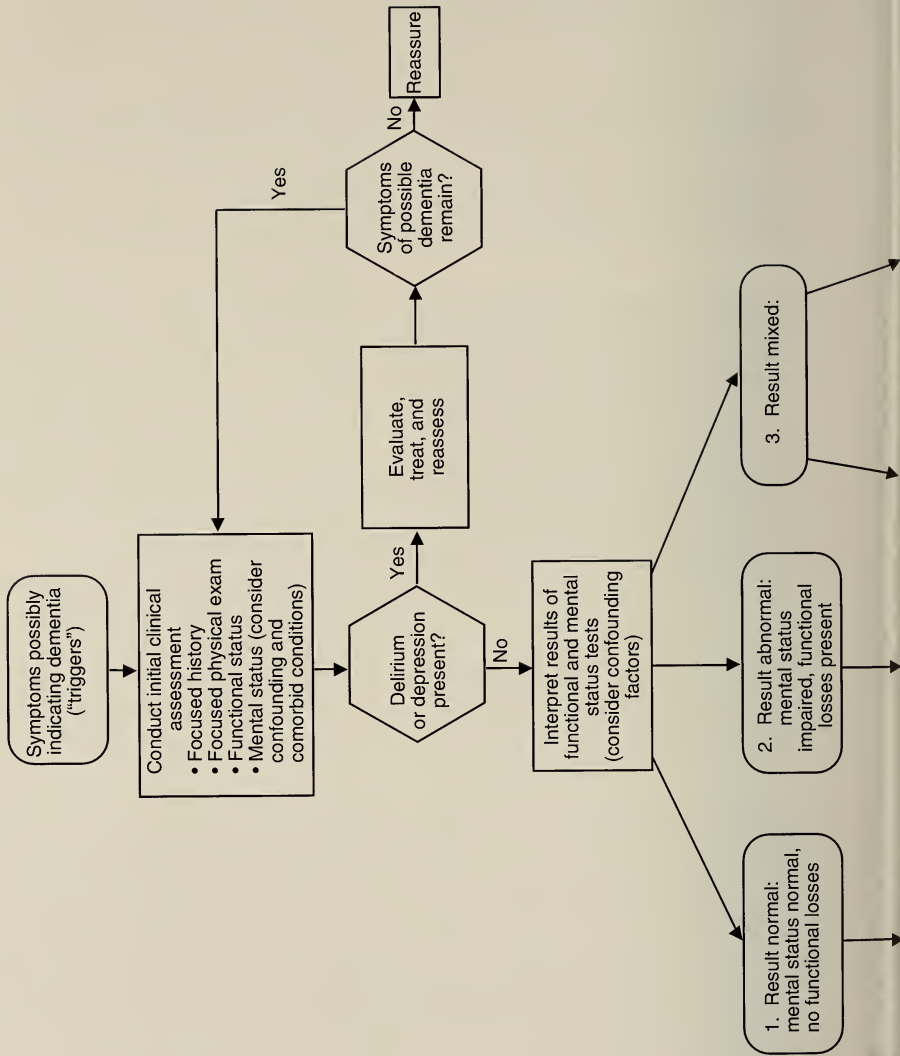 Symptoms possibly
indicating dementia
(“triggers”)
Conduct initial clinical
assessment
• Focused history
• Focused physical exam
• Functional status
• Mental status (consider
confounding and
comorbid conditions)
Yes
Delirium
or depression
present?
Yes
Evaluate,
treat, and
reassess
Symptoms
of possible
dementia
remain?
No
Reassure
No
Interpret results of
functional and mental
status tests
(consider confounding
factors)
1. Result normal:
mental status normal,
no functional losses
2. Result abnormal:
mental status
impaired, functional
losses present
3. Result mixed: